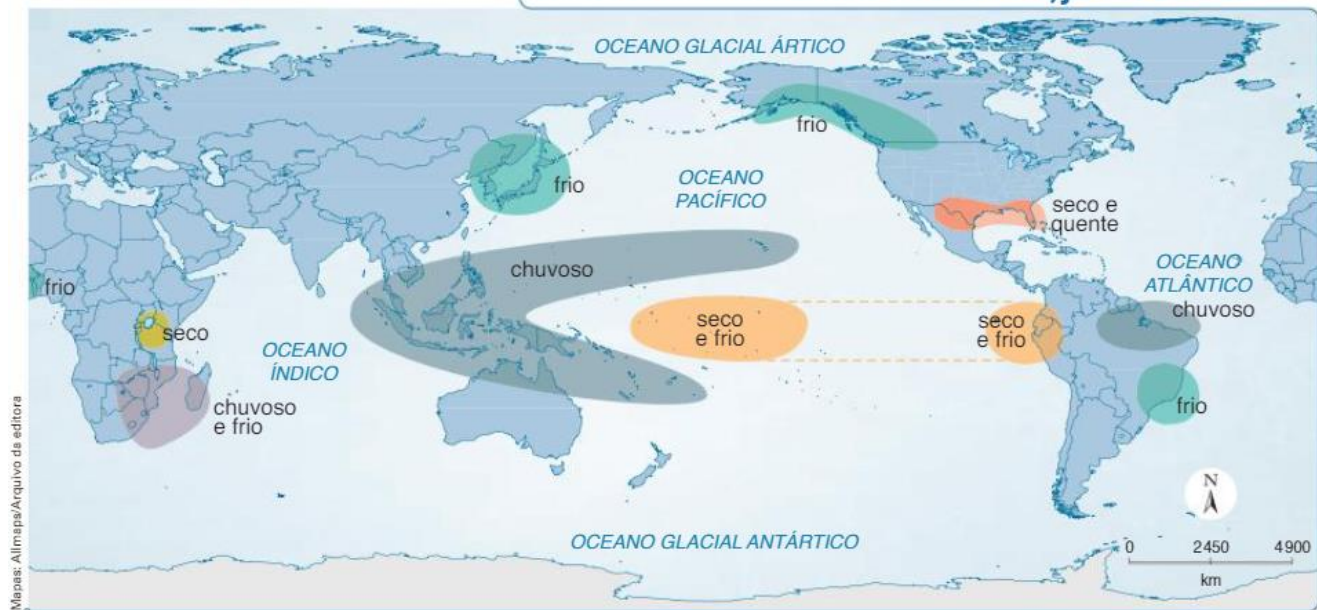 OCEANO GLACIAL ÁRTICO
frio
frio
OCEANO
PACÍFICO
seco e
quente
chuvoso
OCEANO
ATLÂNTICO
frio
chuvoso
seco
seco
e frio
seco
e frio
OCEANO
ÍNDICO
chuvoso
e frio
frio
N
OCEANO GLACIAL ANTÁRTICO
0 2450 4900
km
Mapas: Allmaps/Arquivo da editora